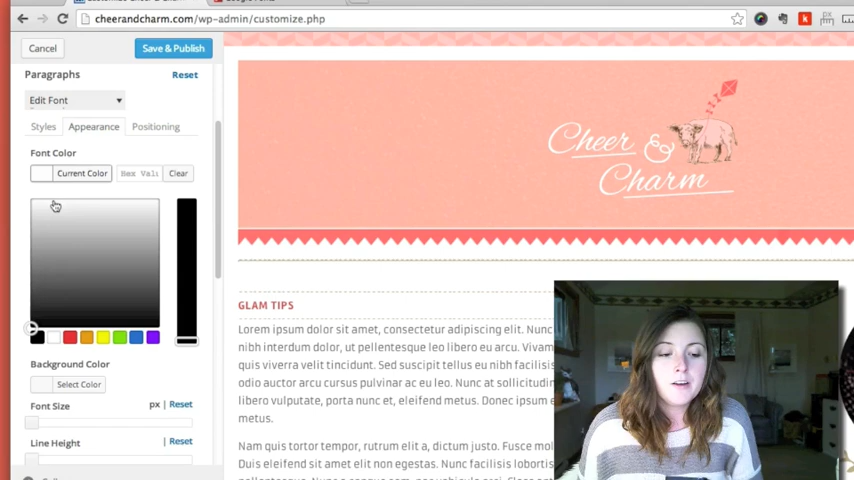 cheerandcharm.com/wp-admin/customize.php
Cancel
Save & Publish
Paragraphs
Reset
Edit Font
Styles
Appearance
Positioning
Font Color
Current Color
Hex Val
Clear
Background Color
Select Color
Font Size
px | Reset
Line Height
| Reset
Cheer &
Charm
GLAM TIPS
Lorem ipsum dolor sit amet, consectetur adipiscing elit. Nunc
nibh interdum dolor, ut pellentesque leo libero eu arcu. Vivam
quis viverra velit tincidunt. Sed suscipit tellus eu nibh facilisis
odio auctor arcu cursus pulvinar ac eu leo. Nunc at sollicitudin
libero vulputate, porta nunc et, eleifend metus. Donec ipsum e
metus.
Nam quis tortor tempor, rutrum elit a, dictum justo. Fusce mol
Duis eleifend sit amet elit non egestas. Nunc facilisis lobortis